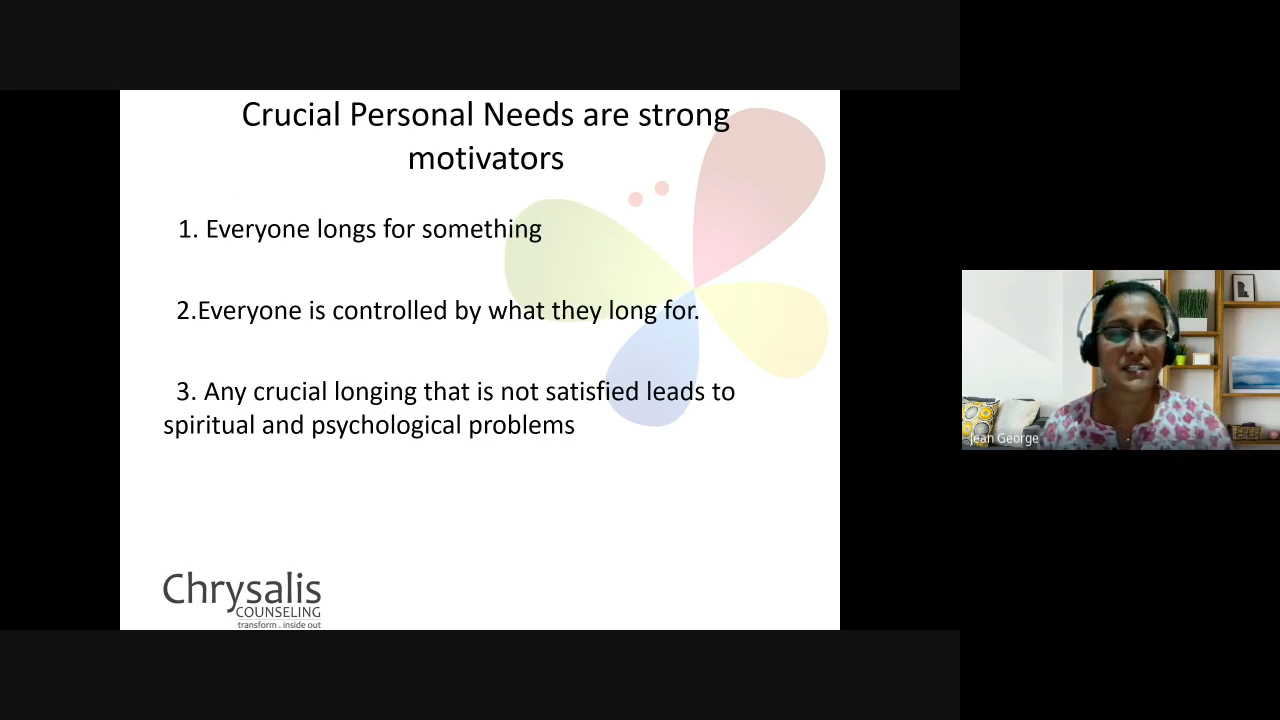 Crucial Personal Needs are strong
motivators
1. Everyone longs for something
2.Everyone is controlled by what they long for.
3. Any crucial longing that is not satisfied leads to
spiritual and psychological problems
Jean George
Chrysalis
COUNSELING
transform . inside out